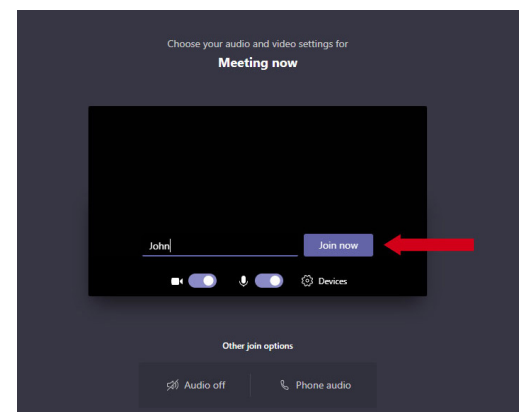 Choose your audio and video settings for
Meeting now
John
Join now
Devices
Other join options
Audio off
Phone audio